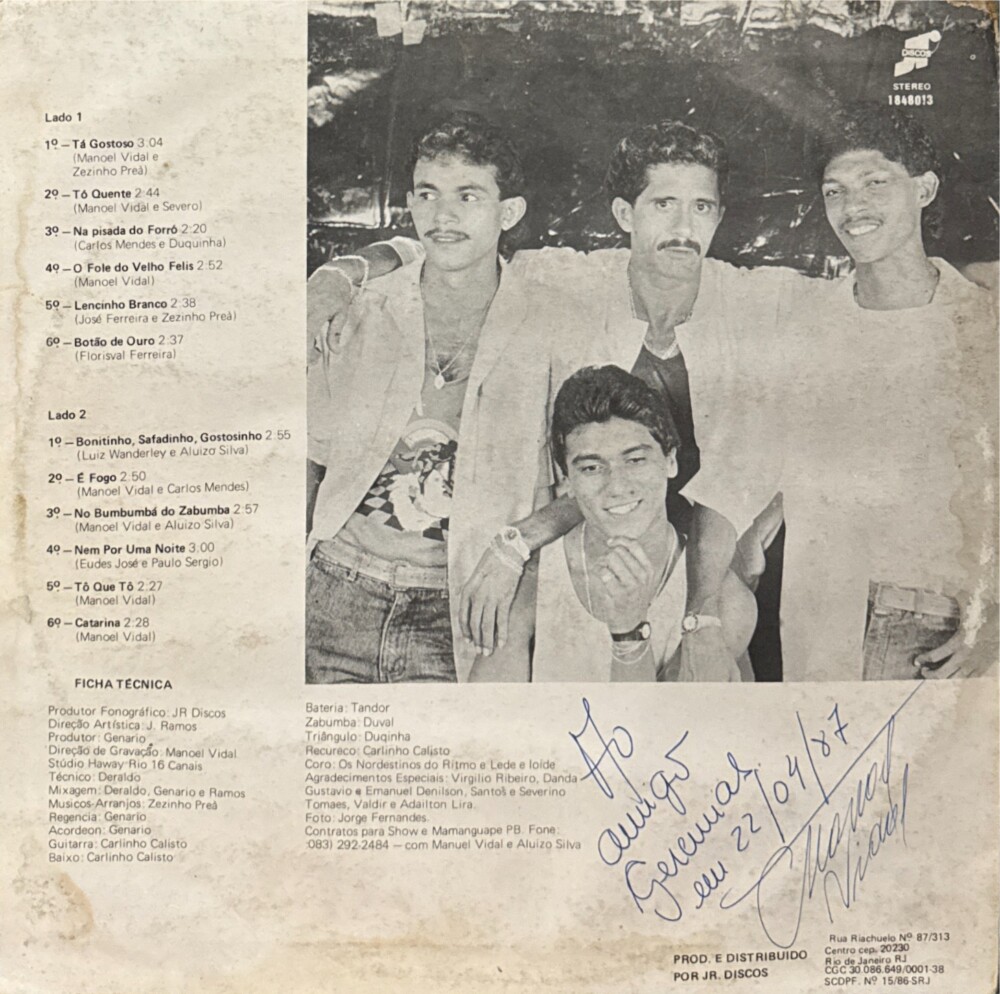 DISCOS
STEREO
1848013
Lado 1
1º — Tá Gostoso 3:04
(Manoel Vidal e
Zezinho Preá)
2º — Tô Quente 2:44
(Manoel Vidal e Severo)
3º — Na pisada do Forró 2:20
(Carlos Mendes e Duquinha)
4º — O Fole do Velho Felis 2:52
(Manoel Vidal)
5º — Lencinho Branco 2:38
(José Ferreira e Zezinho Preá)
6º — Botão de Ouro 2:37
(Florisval Ferreira)
Lado 2
1º — Bonitinho, Safadinho, Gostosinho 2:55
(Luiz Wanderley e Aluizo Silva)
2º — É Fogo 2:50
(Manoel Vidal e Carlos Mendes)
3º — No Bumbumbá do Zabumba 2:57
(Manoel Vidal e Aluizo Silva)
4º — Nem Por Uma Noite 3:00
(Eudes José e Paulo Sergio)
5º — Tô Que Tô 2:27
(Manoel Vidal)
6º — Catarina 2:28
(Manoel Vidal)
FICHA TÉCNICA
Produtor Fonográfico: JR Discos
Direção Artística: J. Ramos
Produtor: Genario
Direção de Gravação: Manoel Vidal
Stúdio Haway Rio 16 Canais
Técnico: Deraldo
Mixagem: Deraldo, Genario e Ramos
Musicos-Arranjos: Zezinho Preá
Regencia: Genario
Acordeon: Genario
Guitarra: Carlinho Calisto
Baixo: Carlinho Calisto
Bateria: Tandor
Zabumba: Duval
Triângulo: Duqinha
Recureco: Carlinho Calisto
Coro: Os Nordestinos do Ritmo e Lede e Ioíde
Agradecimentos Especiais: Virgilio Ribeiro, Danda
Gustavio e Emanuel Denilson, Santos e Severino
Tomaes, Valdir e Adailton Lira.
Foto: Jorge Fernandes.
Contratos para Show e Mamanguape PB. Fone:
(083) 292-2484 — com Manuel Vidal e Aluizo Silva
Ao
amigo
Geremias
em 22/04/87
Manoel
Vidal
PROD. E DISTRIBUIDO
POR JR. DISCOS
Rua Riachuelo Nº 87/313
Centro cep. 20230
Rio de Janeiro RJ
CGC 30.086.649/0001-38
SCDPF. Nº 15/86-SRJ